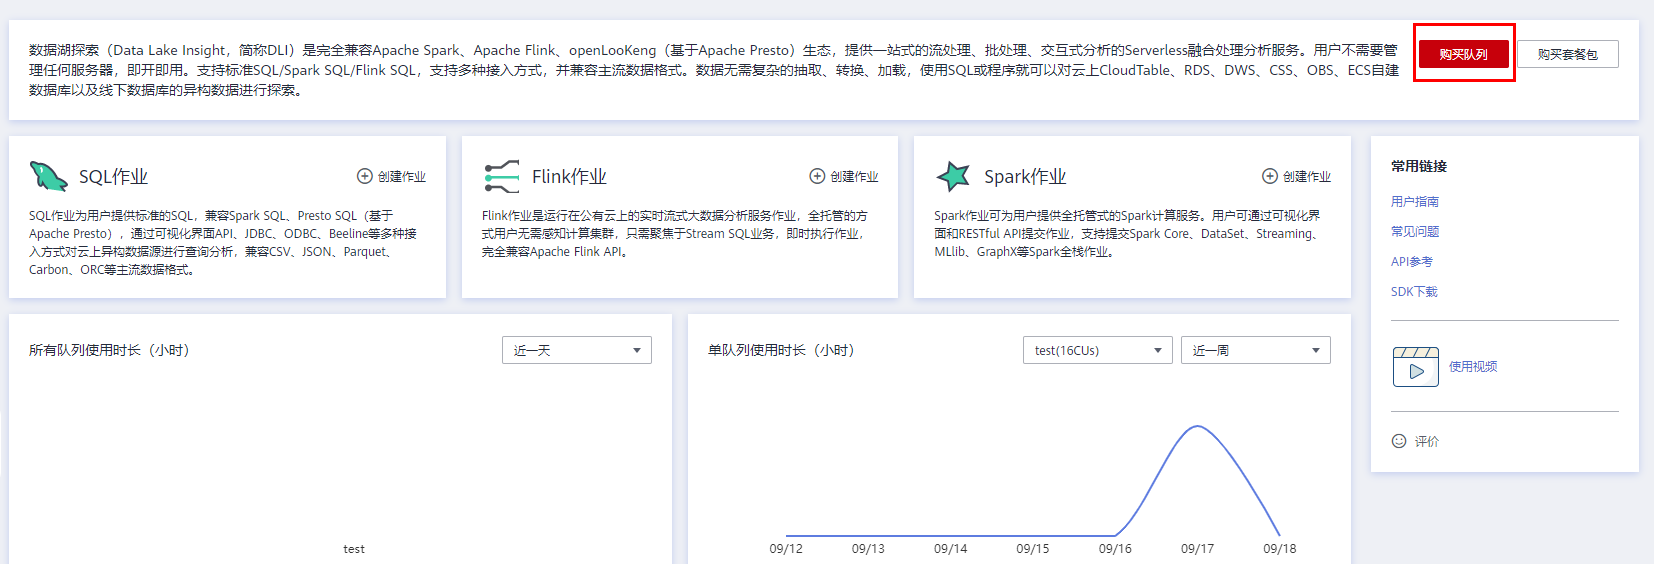 数据湖探索（Data Lake Insight，简称DLI）是完全兼容Apache Spark、Apache Flink、openLooKeng（基于Apache Presto）生态，提供一站式的流处理、批处理、交互式分析的Serverless融合处理分析服务。用户不需要管
理任何服务器，即开即用。支持标准SQL/Spark SQL/Flink SQL，支持多种接入方式，并兼容主流数据格式。数据无需复杂的抽取、转换、加载，使用SQL或程序就可以对云上CloudTable、RDS、DWS、CSS、OBS、ECS自建
数据库以及线下数据库的异构数据进行探索。
购买队列
购买套餐包
SQL作业
创建作业
SQL作业为用户提供标准的SQL，兼容Spark SQL、Presto SQL（基于
Apache Presto），通过可视化界面API、JDBC、ODBC、Beeline等多种接
入方式对云上异构数据源进行查询分析，兼容CSV、JSON、Parquet、
Carbon、ORC等主流数据格式。
Flink作业
创建作业
Flink作业是运行在公有云上的实时流式大数据分析服务作业，全托管的方
式用户无需感知计算集群，只需聚焦于Stream SQL业务，即时执行作业，
完全兼容Apache Flink API。
Spark作业
创建作业
Spark作业可为用户提供全托管式的Spark计算服务。用户可通过可视化界
面和RESTful API提交作业，支持提交Spark Core、DataSet、Streaming、
MLlib、GraphX等Spark全栈作业。
常用链接
用户指南
常见问题
API参考
SDK下载
使用视频
评价
所有队列使用时长（小时）
近一天
test
单队列使用时长（小时）
test(16CUs)
近一周
09/12 09/13 09/14 09/15 09/16 09/17 09/18